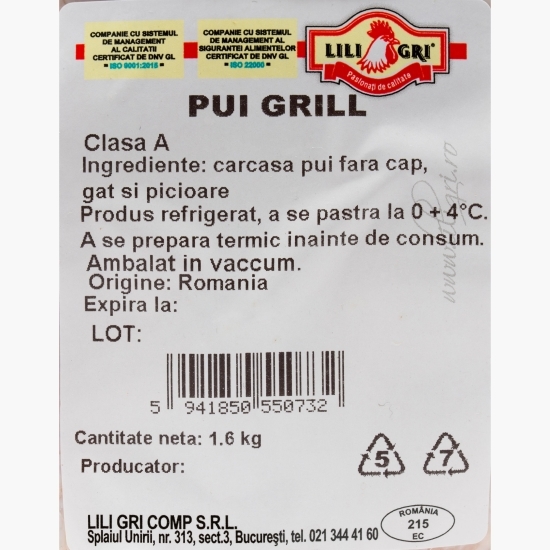 COMPANIE CU SISTEMUL
DE MANAGEMENT
AL CALITATII
CERTIFICAT DE DNV GL
= ISO 9001:2015 =
COMPANIE CU SISTEMUL
DE MANAGEMENT AL
SIGURANTEI ALIMENTELOR
CERTIFICAT DE DNV GL
= ISO 22000 =
LILI GRI
Pasionați de calitate
PUI GRILL
Clasa A
Ingrediente: carcasa pui fara cap,
gat si picioare
Produs refrigerat, a se pastra la 0 + 4°C.
A se prepara termic inainte de consum.
Ambalat in vaccum.
Origine: Romania
Expira la:
LOT:
www.liligri.ro
5 941850 550732
Cantitate neta: 1.6 kg
5 7
Producator:
LILI GRI COMP S.R.L.
Splaiul Unirii, nr. 313, sect.3, Bucureşti, tel. 021 344 41 60
ROMÂNIA
215
EC